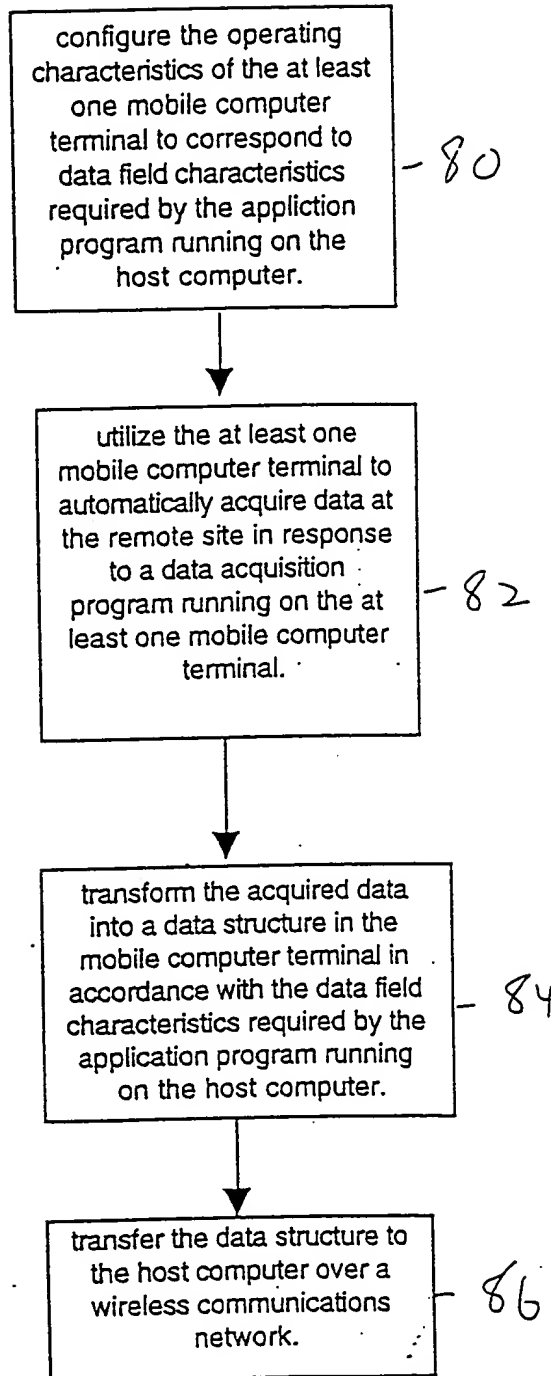 configure the operating
characteristics of the at least
one mobile computer
terminal to correspond to
data field characteristics
required by the appliction
program running on the
host computer.
- 80
utilize the at least one
mobile computer terminal to
automatically acquire data at
the remote site in response
to a data acquisition
program running on the at
least one mobile computer
terminal.
- 82
transform the acquired data
into a data structure in the
mobile computer terminal in
accordance with the data field
characteristics required by the
application program running
on the host computer.
- 84
transfer the data structure to
the host computer over a
wireless communications
network.
- 86